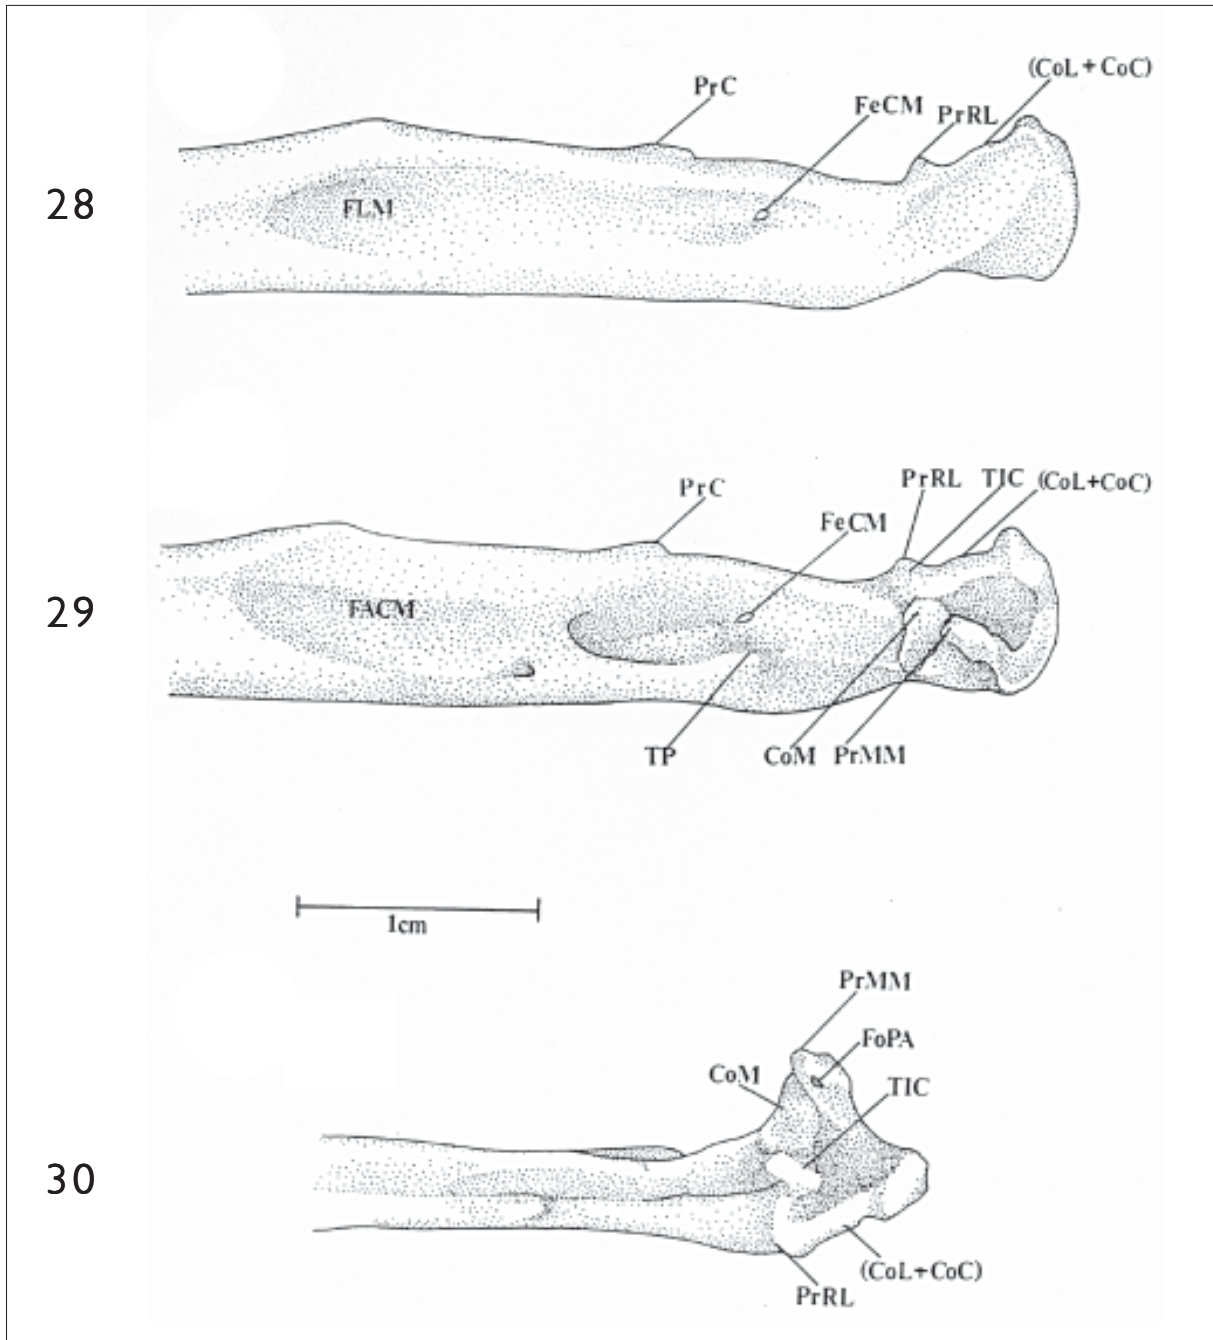 (CoL + CoC)
PrC
FeCM
PrRL
28
FLM
PrRL
TIC
(CoL+CoC)
PrC
FeCM
29
FACM
TP
CoM
PrMM
1cm
PrMM
FoPA
CoM
TIC
30
(CoL+CoC)
PrRL